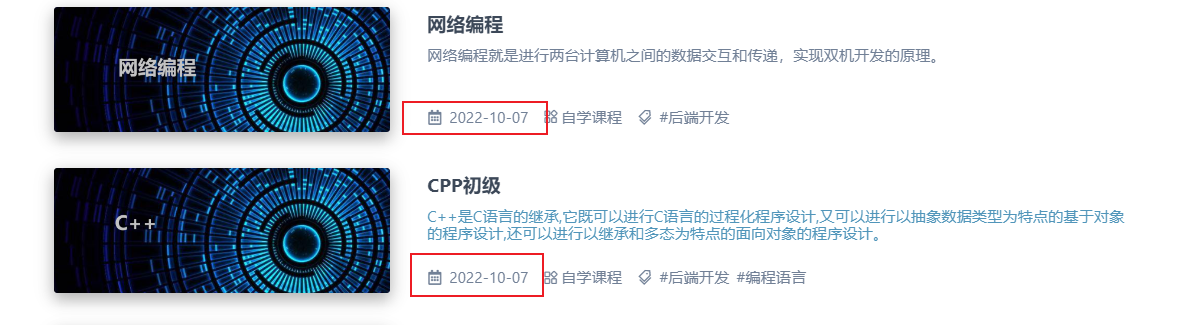 网络编程
网络编程
网络编程就是进行两台计算机之间的数据交互和传递，实现双机开发的原理。
2022-10-07 自学课程 #后端开发
C++
CPP初级
C++是C语言的继承,它既可以进行C语言的过程化程序设计,又可以进行以抽象数据类型为特点的基于对象
的程序设计,还可以进行以继承和多态为特点的面向对象的程序设计。
2022-10-07 自学课程 #后端开发 #编程语言